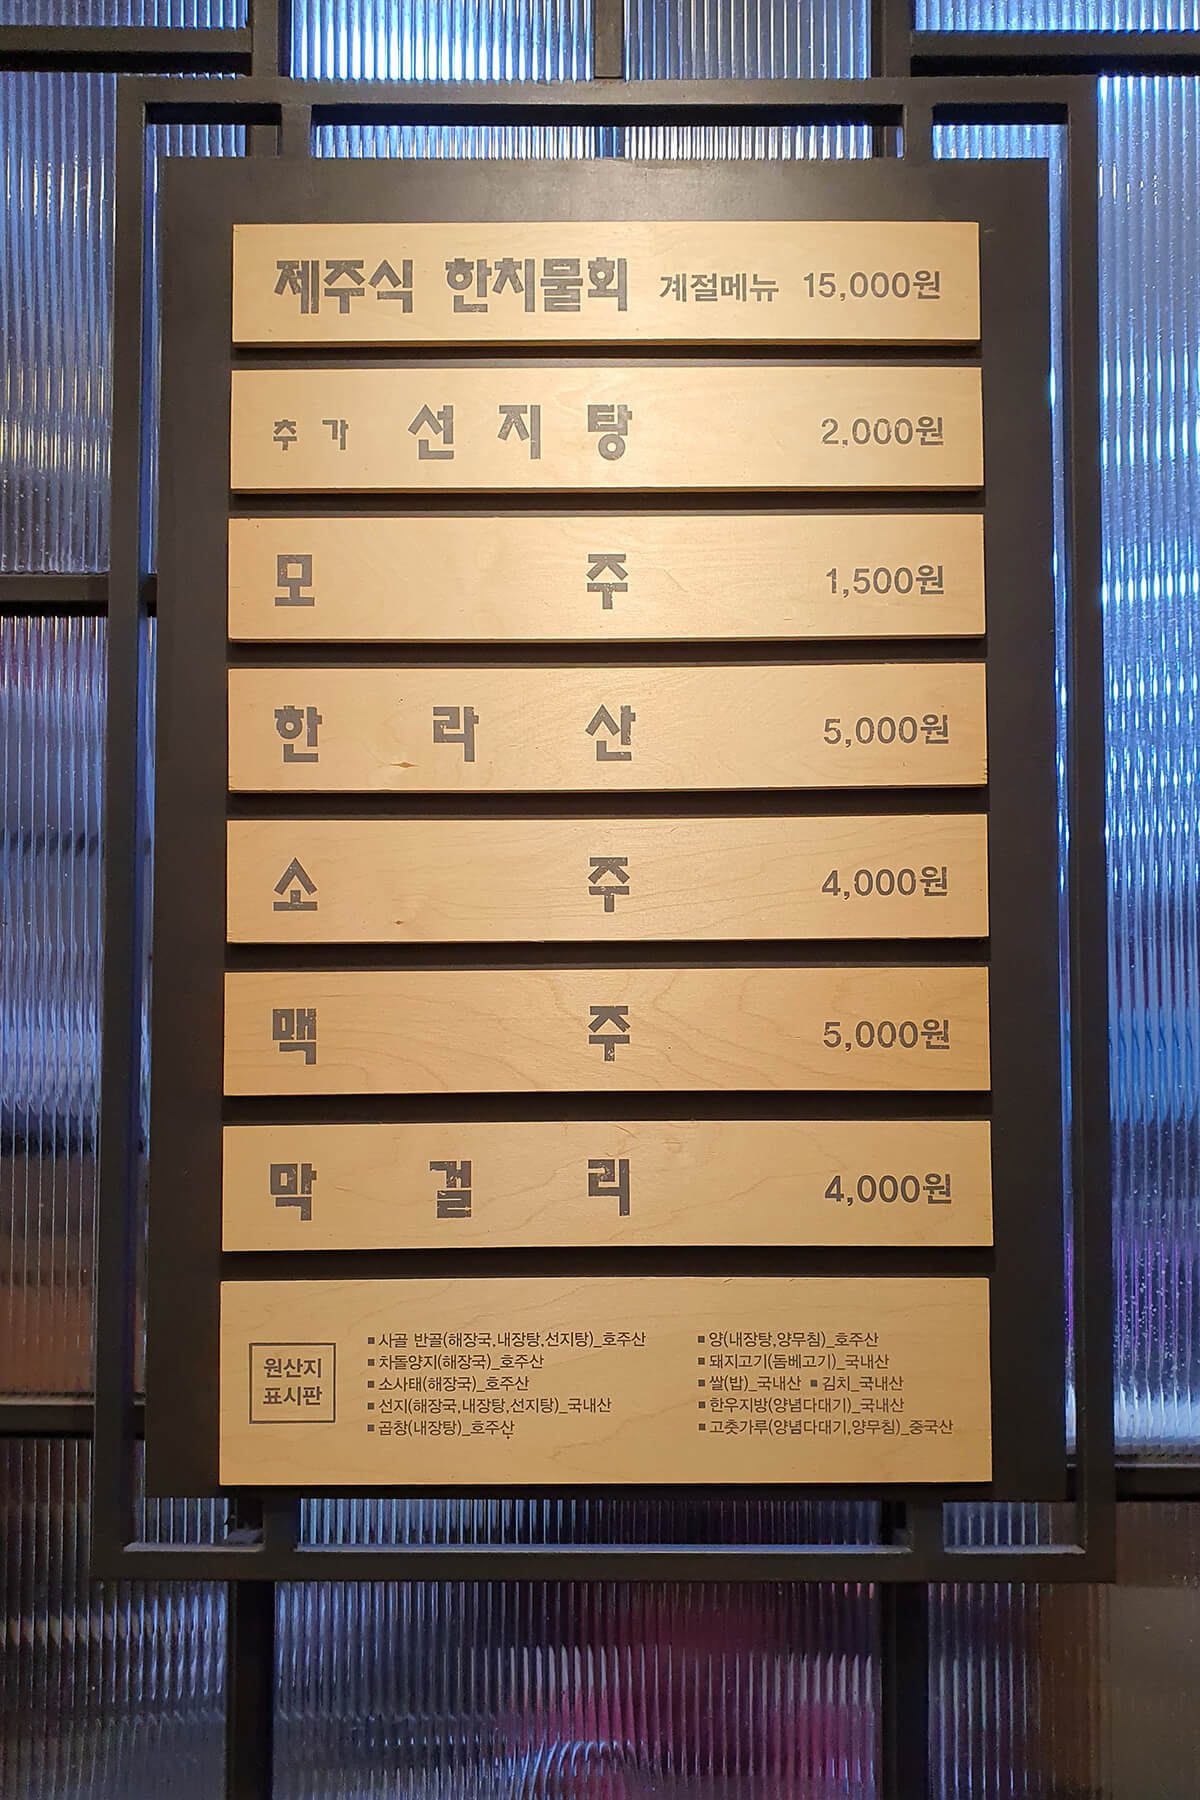 제주식 한치물회 계절메뉴 15,000원
추가 선지탕 2,000원
모주 1,500원
한라산 5,000원
소주 4,000원
맥주 5,000원
막걸리 4,000원
원산지
표시판
■ 사골 반골(해장국,내장탕,선지탕)_호주산
■ 차돌양지(해장국)_호주산
■ 소사태(해장국)_호주산
■ 선지(해장국,내장탕,선지탕)_국내산
■ 곱창(내장탕)_호주산
■ 양(내장탕,양무침)_호주산
■ 돼지고기(돔베고기)_국내산
■ 쌀(밥)_국내산 ■ 김치_국내산
■ 한우지방(양념다대기)_국내산
■ 고춧가루(양념다대기,양무침)_중국산